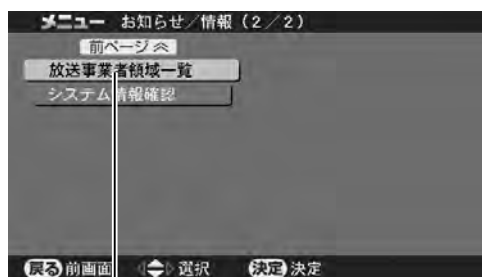 メニュー お知らせ／情報（2／2）
前ページ
放送事業者領域一覧
システム情報確認
戻る 前画面 選択 決定 決定